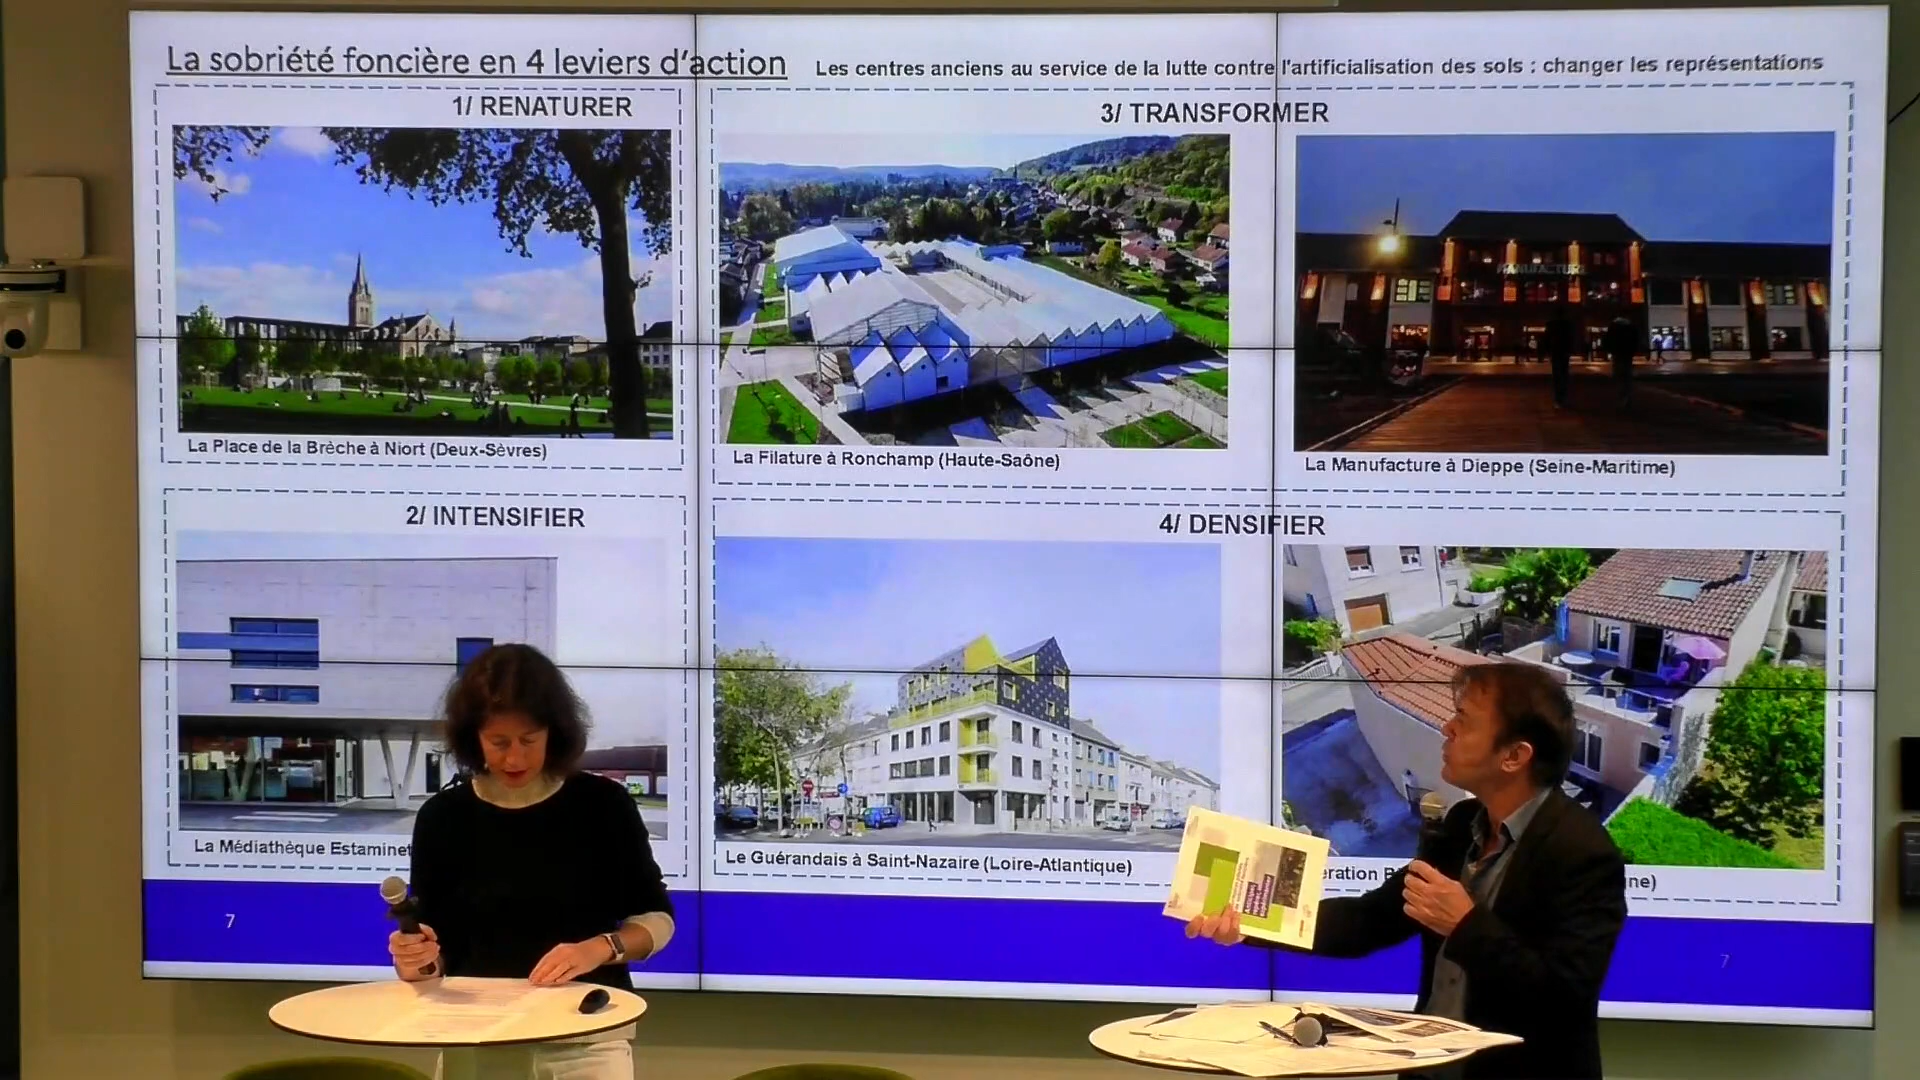 La sobriété foncière en 4 leviers d'action
Les centres anciens au service de la lutte contre l'artificialisation des sols : changer les représentations
1/ RENATURER
La Place de la Brèche à Niort (Deux-Sèvres)
3/ TRANSFORMER
MANUFACTURE
La Filature à Ronchamp (Haute-Saône)
La Manufacture à Dieppe (Seine-Maritime)
2/ INTENSIFIER
La Médiathèque Estaminet
4/ DENSIFIER
Le Guérandais à Saint-Nazaire (Loire-Atlantique)
7
7